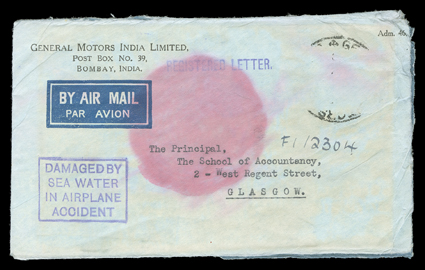 Adm. 46.
GENERAL MOTORS INDIA LIMITED,
POST BOX NO. 39,
BOMBAY, INDIA.
REGISTERED LETTER.
BY AIR MAIL
PAR AVION
F1/2304
The Principal,
The School of Accountancy,
2 - West Regent Street,
GLASGOW.
DAMAGED BY
SEA WATER
IN AIRPLANE
ACCIDENT